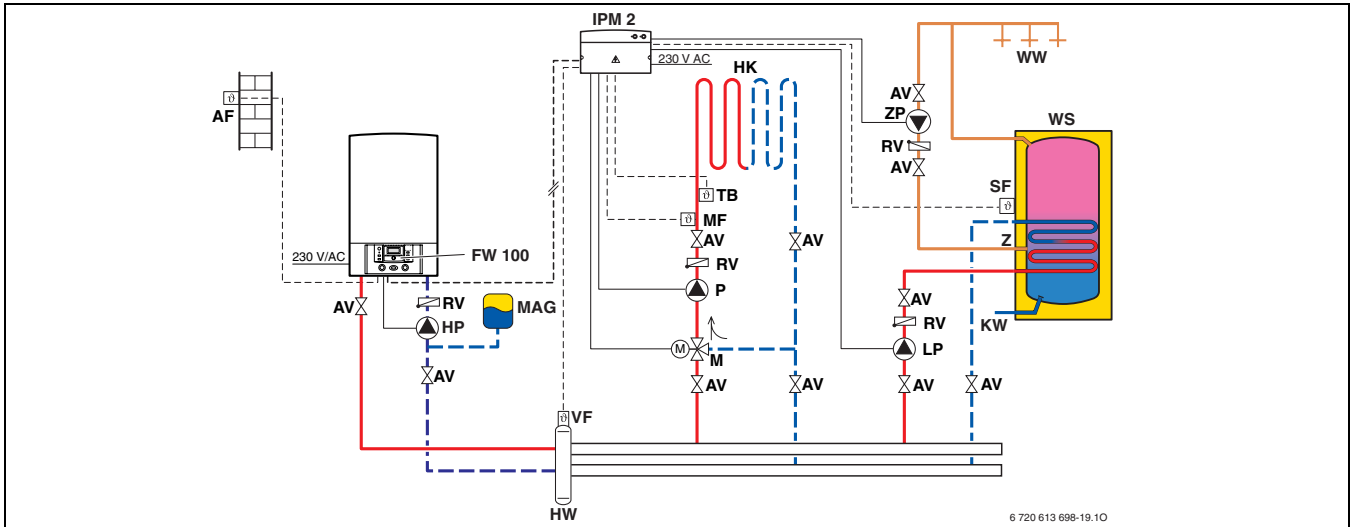 IPM 2
230 V AC
HK
WW
AF
ϑ
AV
ZP
WS
RV
AV
SF
ϑ
TB
ϑ
MF
ϑ
AV
AV
Z
FW 100
230 V/AC
RV
AV
RV
MAG
P
AV
HP
RV
KW
M
M
LP
AV
AV
AV
AV
AV
VF
ϑ
HW
6 720 613 698-19.1O